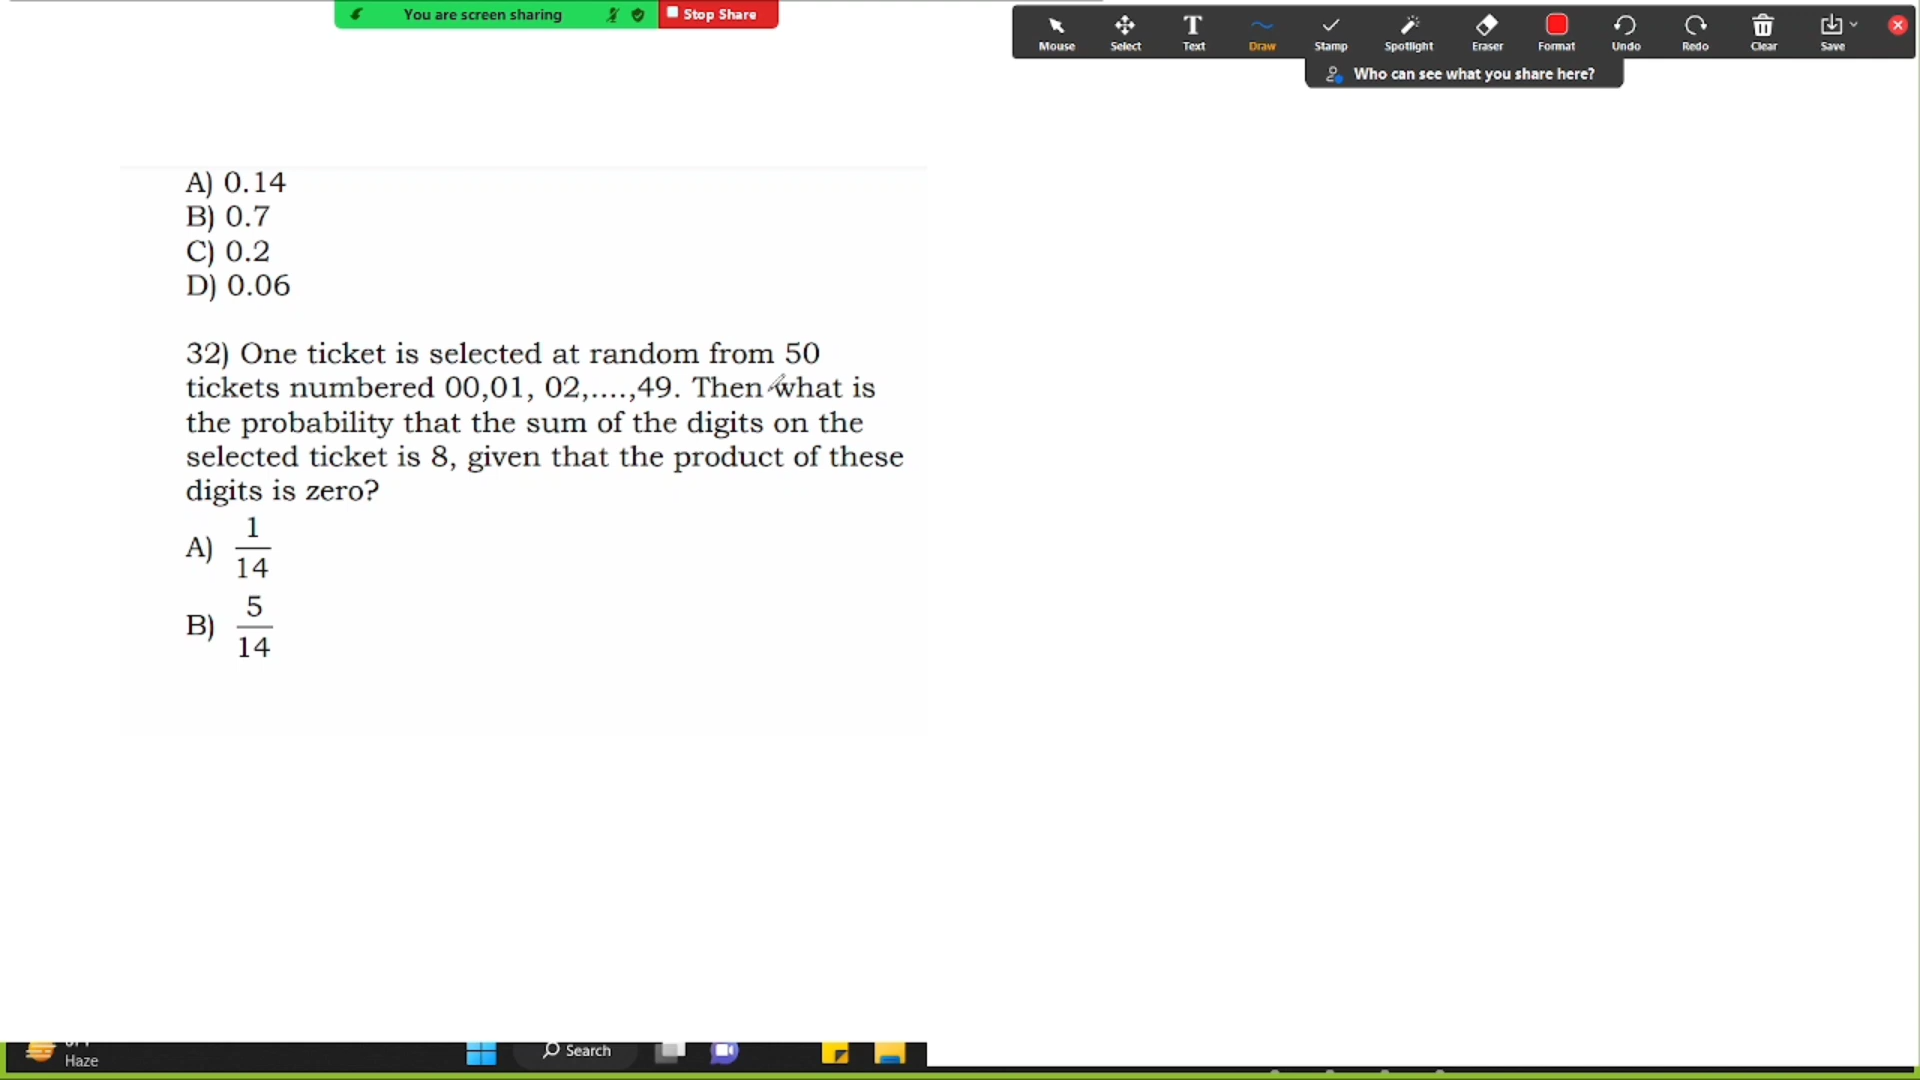 You are screen sharing
Stop Share
Mouse
Select
Text
Draw
Stamp
Spotlight
Eraser
Format
Undo
Redo
Clear
Save
Who can see what you share here?
A) 0.14
B) 0.7
C) 0.2
D) 0.06
32) One ticket is selected at random from 50
tickets numbered 00,01, 02,....,49. Then what is
the probability that the sum of the digits on the
selected ticket is 8, given that the product of these
digits is zero?
A) 1/14
B) 5/14
Haze
Search